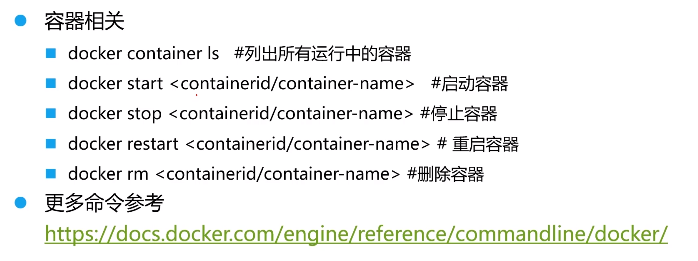 容器相关
docker container ls #列出所有运行中的容器
docker start <containerid/container-name> #启动容器
docker stop <containerid/container-name> #停止容器
docker restart <containerid/container-name> # 重启容器
docker rm <containerid/container-name> #删除容器
更多命令参考
https://docs.docker.com/engine/reference/commandline/docker/